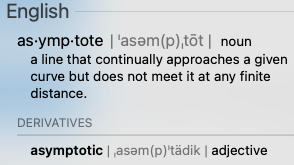 English
as·ymp·tote | ˈasəm(p)ˌtōt | noun
a line that continually approaches a given
curve but does not meet it at any finite
distance.
DERIVATIVES
asymptotic | ˌasəm(p)ˈtädik | adjective